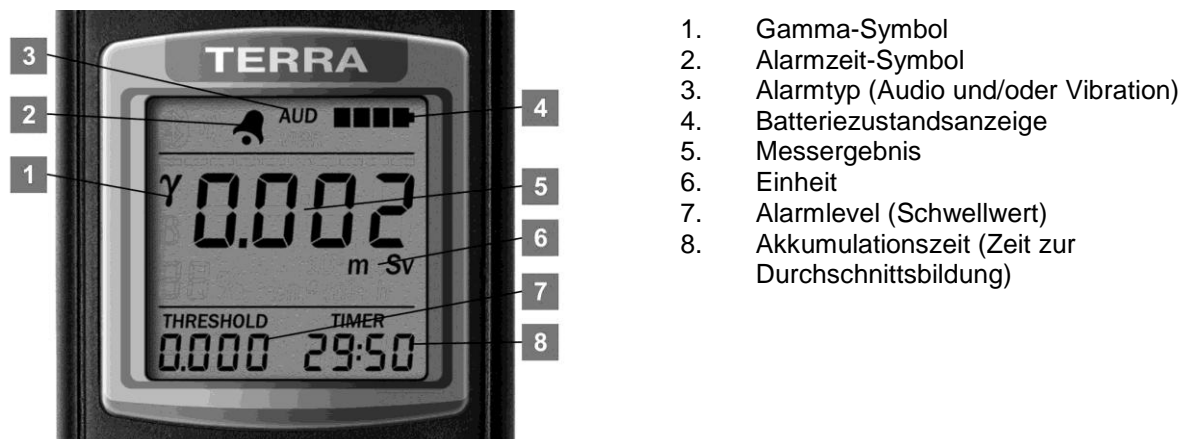 TERRA
3
AUD
4
2
1
γ
0.002
5
6
m Sv
7
THRESHOLD
TIMER
0.000
29:50
8
1. Gamma-Symbol
2. Alarmzeit-Symbol
3. Alarmtyp (Audio und/oder Vibration)
4. Batteriezustandsanzeige
5. Messergebnis
6. Einheit
7. Alarmlevel (Schwellwert)
8. Akkumulationszeit (Zeit zur
Durchschnittsbildung)